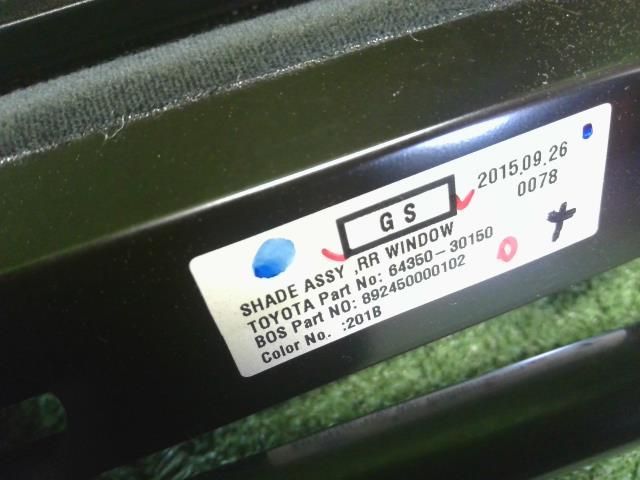 2015.09.26
0078
GS
SHADE ASSY ,RR WINDOW
TOYOTA Part No: 64350-30150
BOS Part NO: 892450000102
Color No. :201B